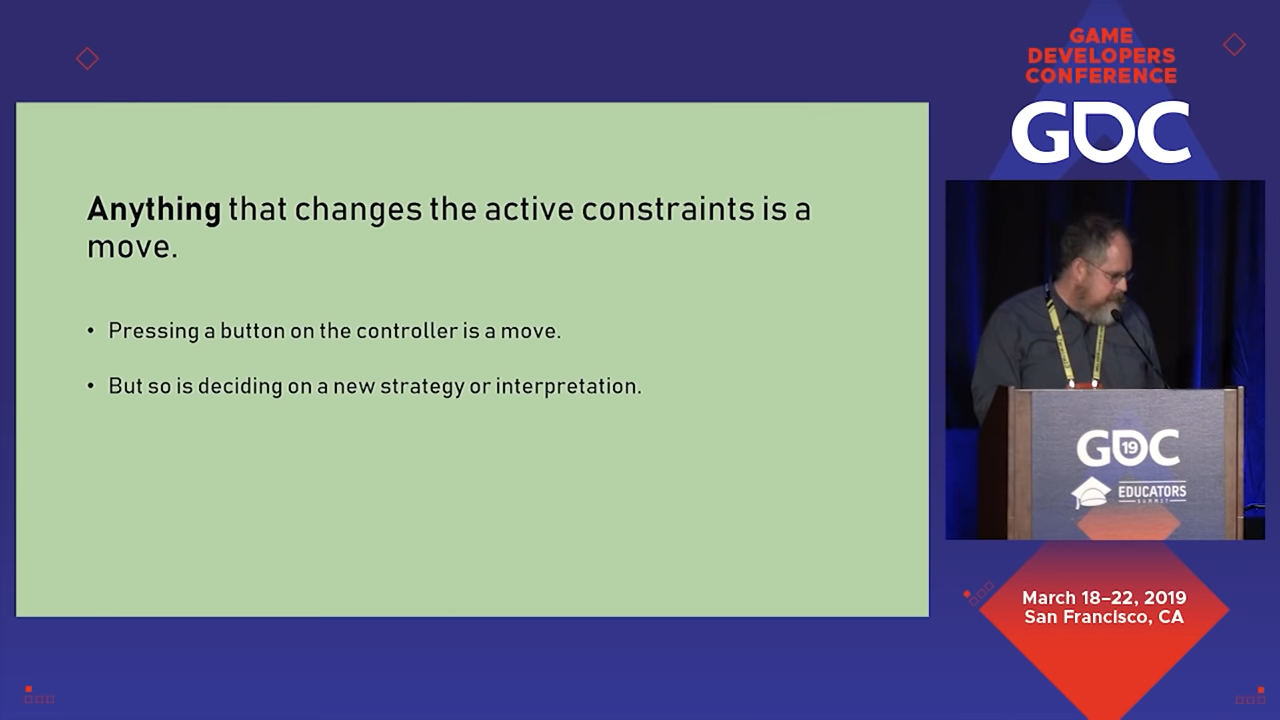 GAME
DEVELOPERS
CONFERENCE
GDC
Anything that changes the active constraints is a
move.
• Pressing a button on the controller is a move.
• But so is deciding on a new strategy or interpretation.
GDC
19
EDUCATORS
SUMMIT
March 18–22, 2019
San Francisco, CA